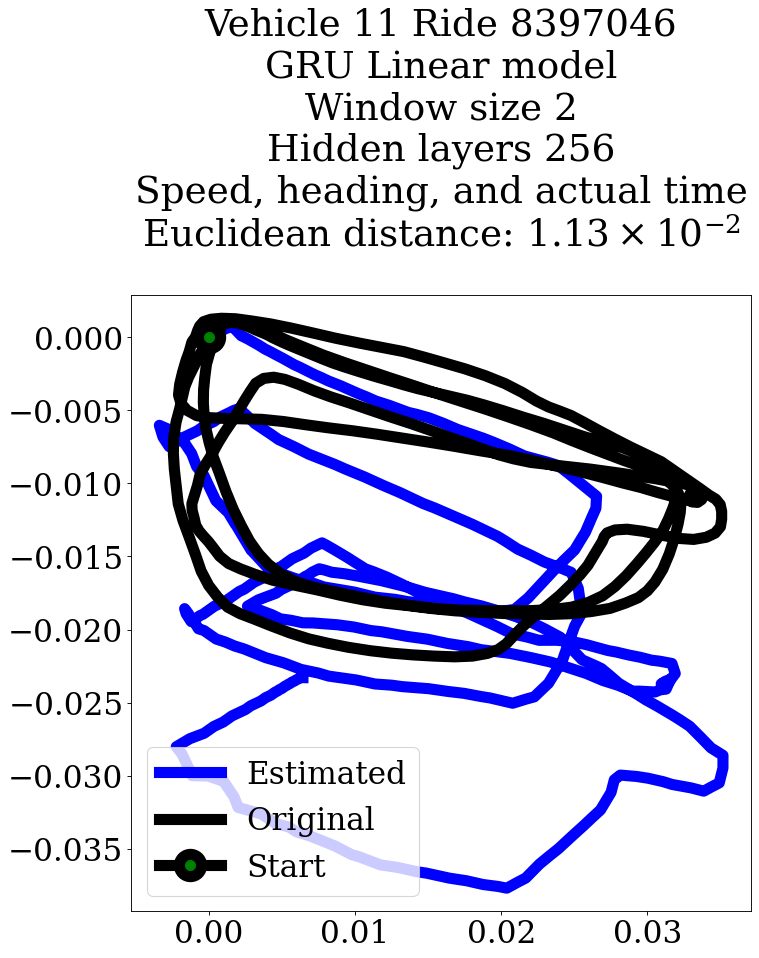 Vehicle 11 Ride 8397046
GRU Linear model
Window size 2
Hidden layers 256
Speed, heading, and actual time
Euclidean distance: 1.13 × 10⁻²
0.000
−0.005
−0.010
−0.015
−0.020
−0.025
−0.030
−0.035
Estimated
Original
Start
0.00 0.01 0.02 0.03